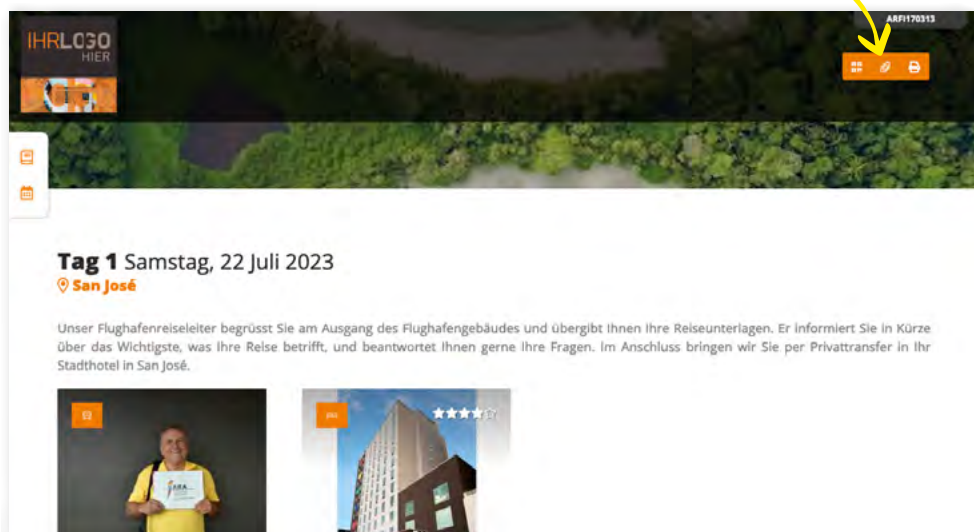 ARFI170313
IHRLOGO
HIER
Tag 1 Samstag, 22 Juli 2023
San José
Unser Flughafenreiseleiter begrüsst Sie am Ausgang des Flughafengebäudes und übergibt Ihnen Ihre Reiseunterlagen. Er informiert Sie in Kürze
über das Wichtigste, was Ihre Reise betrifft, und beantwortet Ihnen gerne Ihre Fragen. Im Anschluss bringen wir Sie per Privattransfer in Ihr
Stadthotel in San José.
ARA